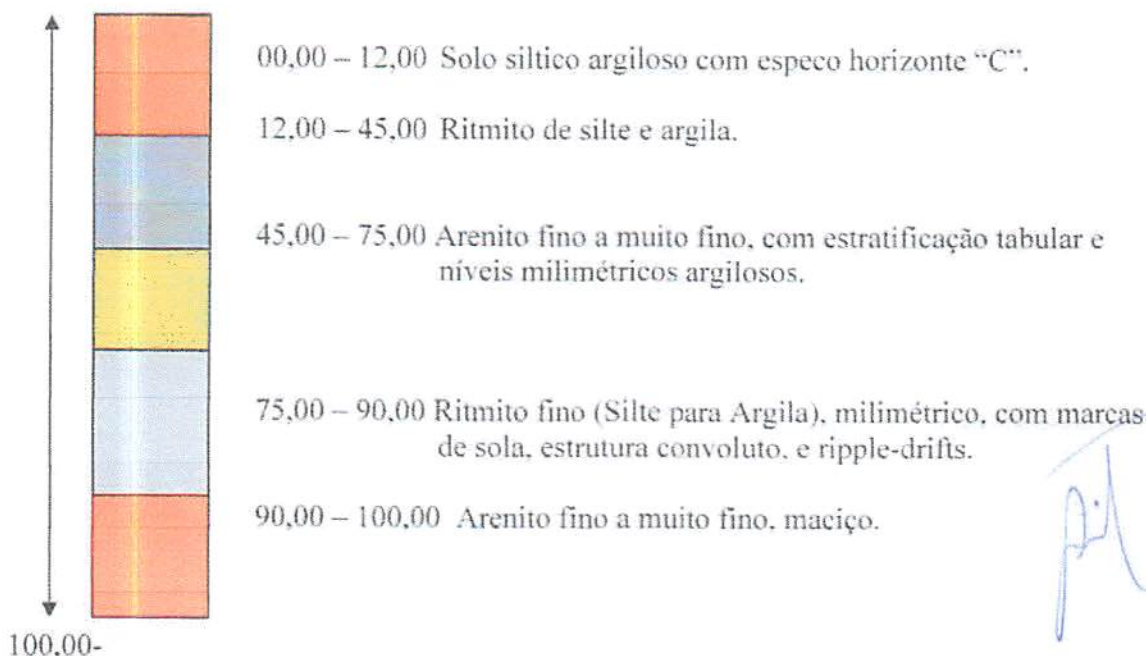 00,00 – 12,00 Solo siltico argiloso com especo horizonte “C”.
12,00 – 45,00 Ritmito de silte e argila.
45,00 – 75,00 Arenito fino a muito fino, com estratificação tabular e
níveis milimétricos argilosos.
75,00 – 90,00 Ritmito fino (Silte para Argila), milimétrico, com marcas
de sola, estrutura convoluto, e ripple-drifts.
90,00 – 100,00 Arenito fino a muito fino, maciço.
100,00-